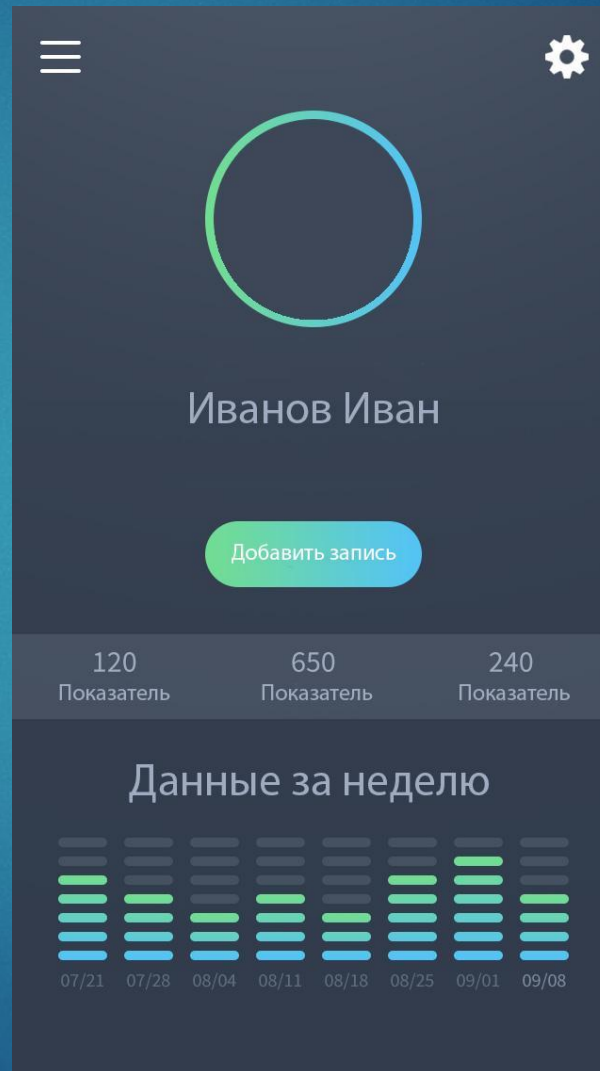 Иванов Иван
Добавить запись
120 650 240
Показатель Показатель Показатель
Данные за неделю
07/21 07/28 08/04 08/11 08/18 08/25 09/01 09/08